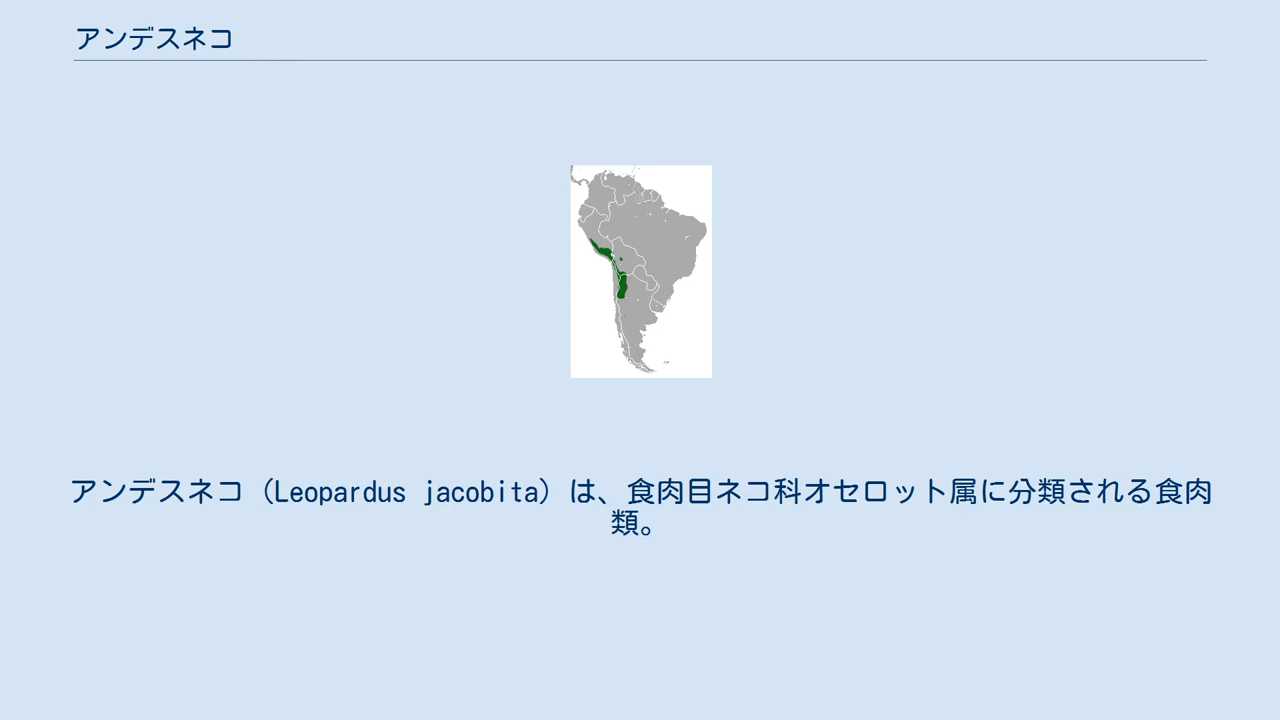 アンデスネコ
アンデスネコ（Leopardus jacobita）は、食肉目ネコ科オセロット属に分類される食肉
類。